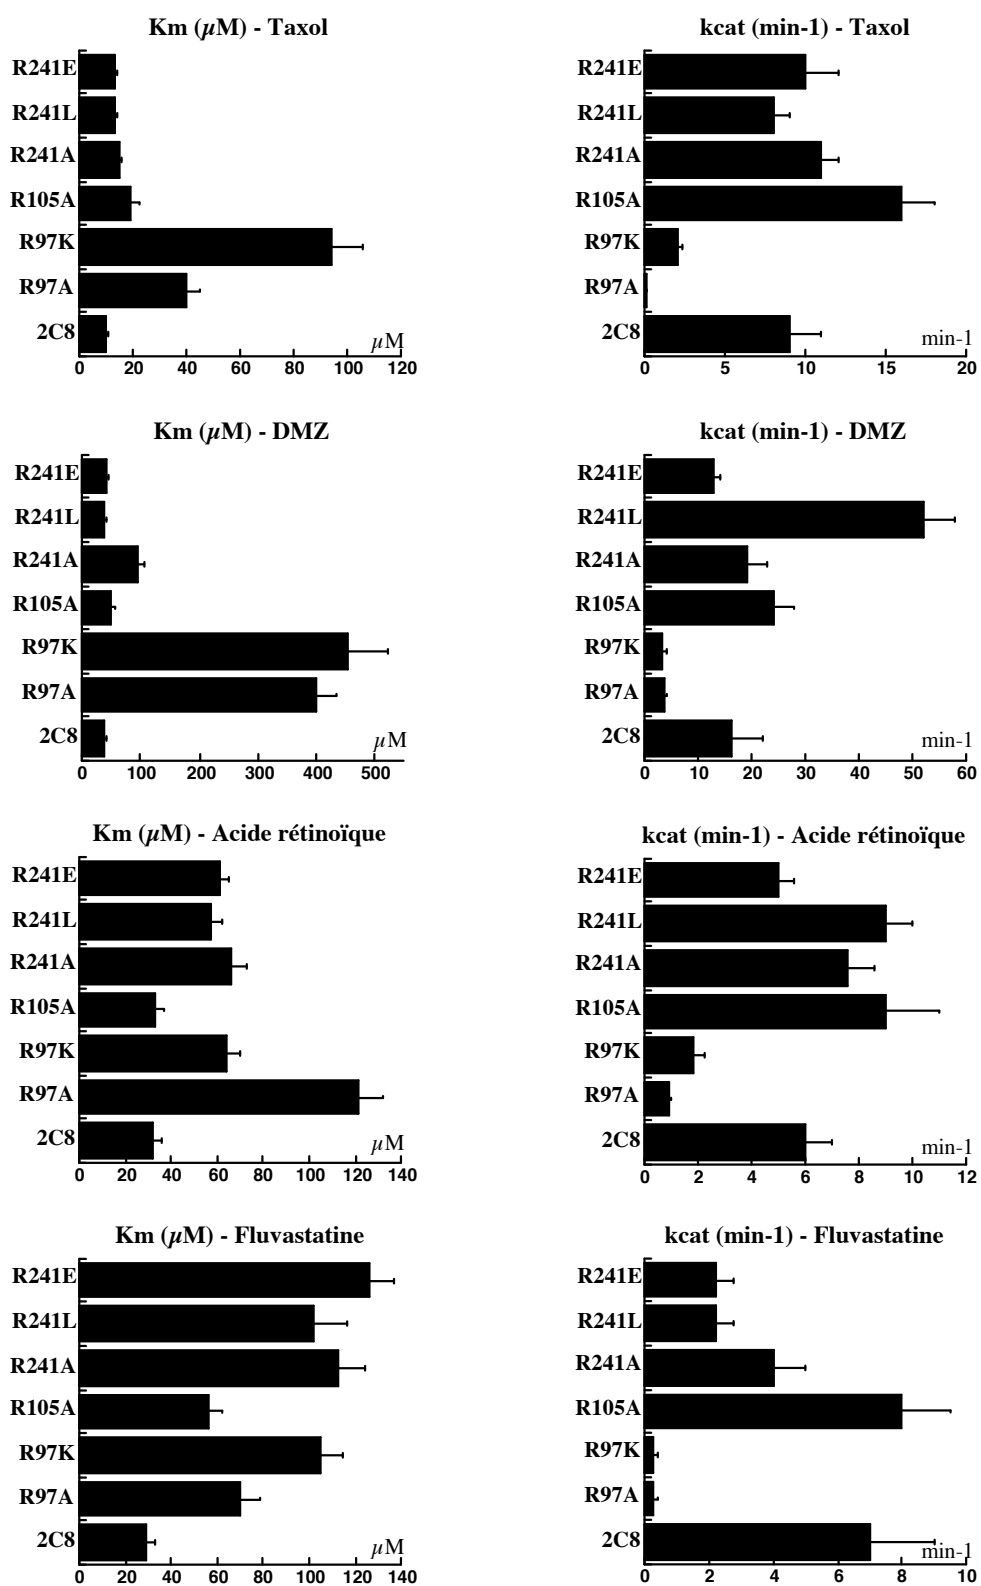 Km (µM) - Taxol
R241E
R241L
R241A
R105A
R97K
R97A
2C8
µM
0 20 40 60 80 100 120
kcat (min-1) - Taxol
R241E
R241L
R241A
R105A
R97K
R97A
2C8
min-1
0 5 10 15 20
Km (µM) - DMZ
R241E
R241L
R241A
R105A
R97K
R97A
2C8
µM
0 100 200 300 400 500
kcat (min-1) - DMZ
R241E
R241L
R241A
R105A
R97K
R97A
2C8
min-1
0 10 20 30 40 50 60
Km (µM) - Acide rétinoïque
R241E
R241L
R241A
R105A
R97K
R97A
2C8
µM
0 20 40 60 80 100 120 140
kcat (min-1) - Acide rétinoïque
R241E
R241L
R241A
R105A
R97K
R97A
2C8
min-1
0 2 4 6 8 10 12
Km (µM) - Fluvastatine
R241E
R241L
R241A
R105A
R97K
R97A
2C8
µM
0 20 40 60 80 100 120 140
kcat (min-1) - Fluvastatine
R241E
R241L
R241A
R105A
R97K
R97A
2C8
min-1
0 2 4 6 8 10